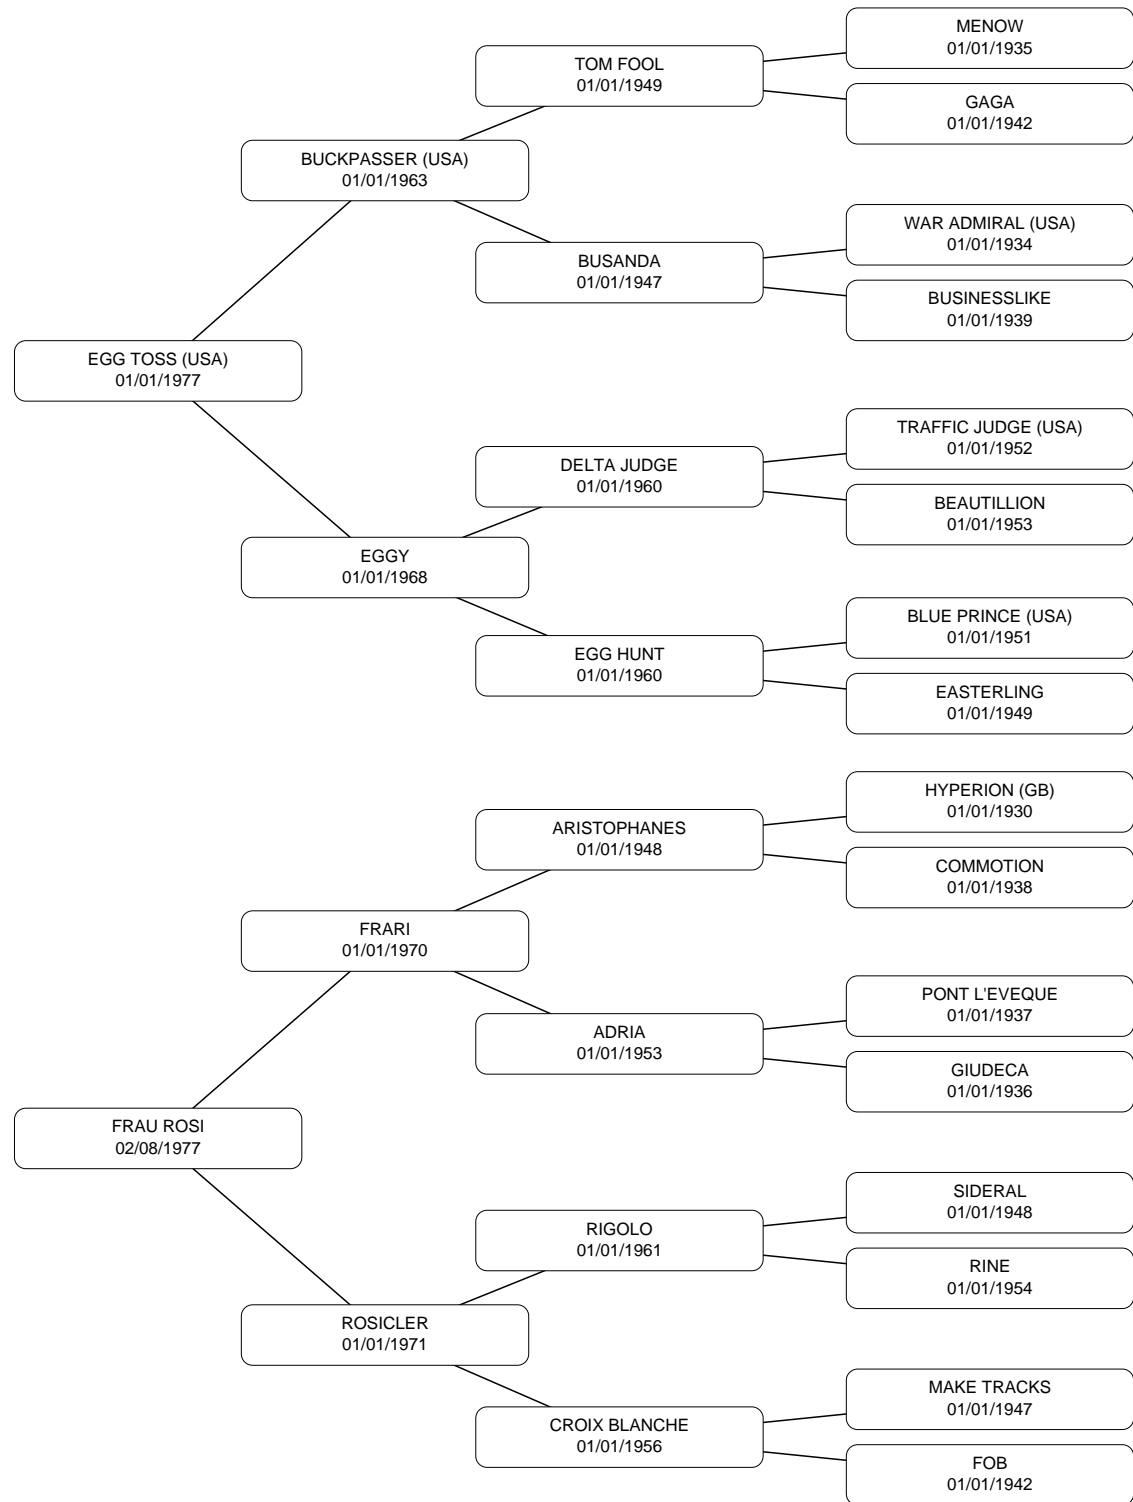 MENOW
01/01/1935
TOM FOOL
01/01/1949
GAGA
01/01/1942
BUCKPASSER (USA)
01/01/1963
WAR ADMIRAL (USA)
01/01/1934
BUSANDA
01/01/1947
BUSINESSLIKE
01/01/1939
EGG TOSS (USA)
01/01/1977
TRAFFIC JUDGE (USA)
01/01/1952
DELTA JUDGE
01/01/1960
BEAUTILLION
01/01/1953
EGGY
01/01/1968
BLUE PRINCE (USA)
01/01/1951
EGG HUNT
01/01/1960
EASTERLING
01/01/1949
HYPERION (GB)
01/01/1930
ARISTOPHANES
01/01/1948
COMMOTION
01/01/1938
FRARI
01/01/1970
PONT L'EVEQUE
01/01/1937
ADRIA
01/01/1953
GIUDECA
01/01/1936
FRAU ROSI
02/08/1977
SIDERAL
01/01/1948
RIGOLO
01/01/1961
RINE
01/01/1954
ROSICLER
01/01/1971
MAKE TRACKS
01/01/1947
CROIX BLANCHE
01/01/1956
FOB
01/01/1942